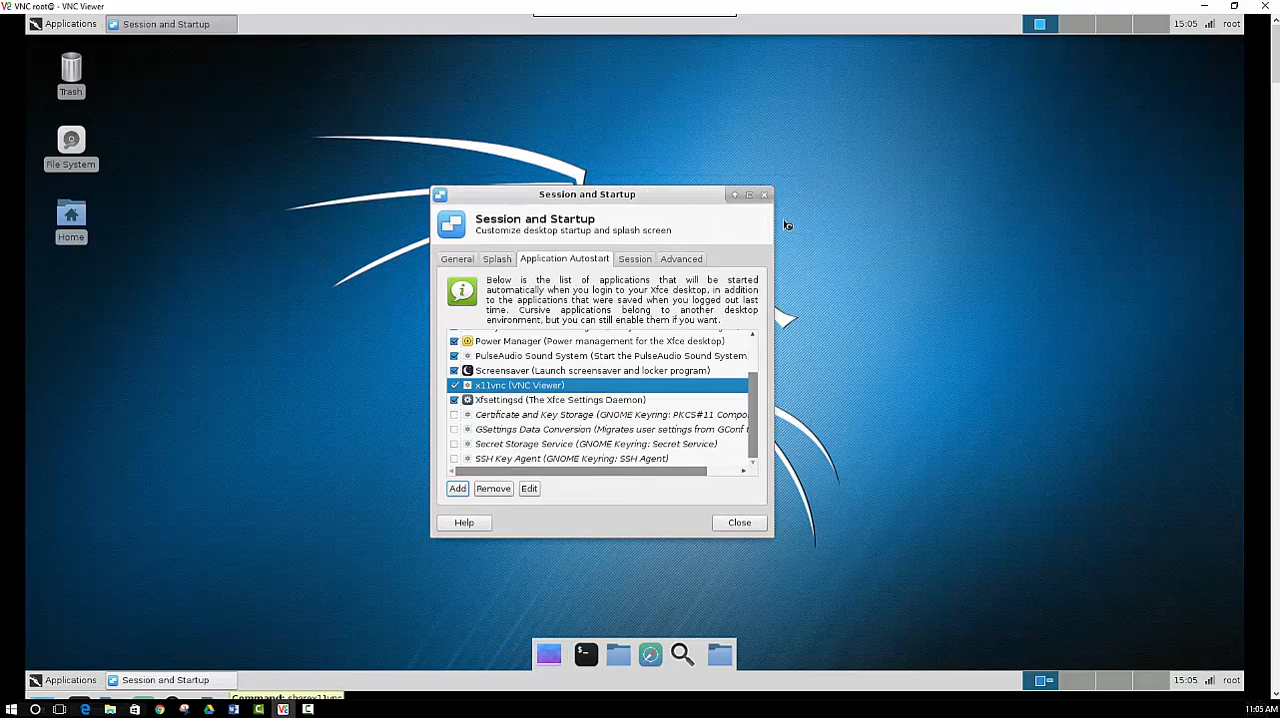 VNC root@ - VNC Viewer
Applications
Session and Startup
15:05
root
Trash
File System
Home
Session and Startup
Session and Startup
Customize desktop startup and splash screen
General
Splash
Application Autostart
Session
Advanced
Below is the list of applications that will be started
automatically when you login to your Xfce desktop, in addition
to the applications that were saved when you logged out last
time. Cursive applications belong to another desktop
environment, but you can still enable them if you want.
Power Manager (Power management for the Xfce desktop)
PulseAudio Sound System (Start the PulseAudio Sound System
Screensaver (Launch screensaver and locker program)
x11vnc (VNC Viewer)
Xfsettingsd (The Xfce Settings Daemon)
Certificate and Key Storage (GNOME Keyring: PKCS#11 Compo
GSettings Data Conversion (Migrates user settings from GConf t
Secret Storage Service (GNOME Keyring: Secret Service)
SSH Key Agent (GNOME Keyring: SSH Agent)
Add
Remove
Edit
Help
Close
Applications
Session and Startup
15:05
root
Command:
11:05 AM